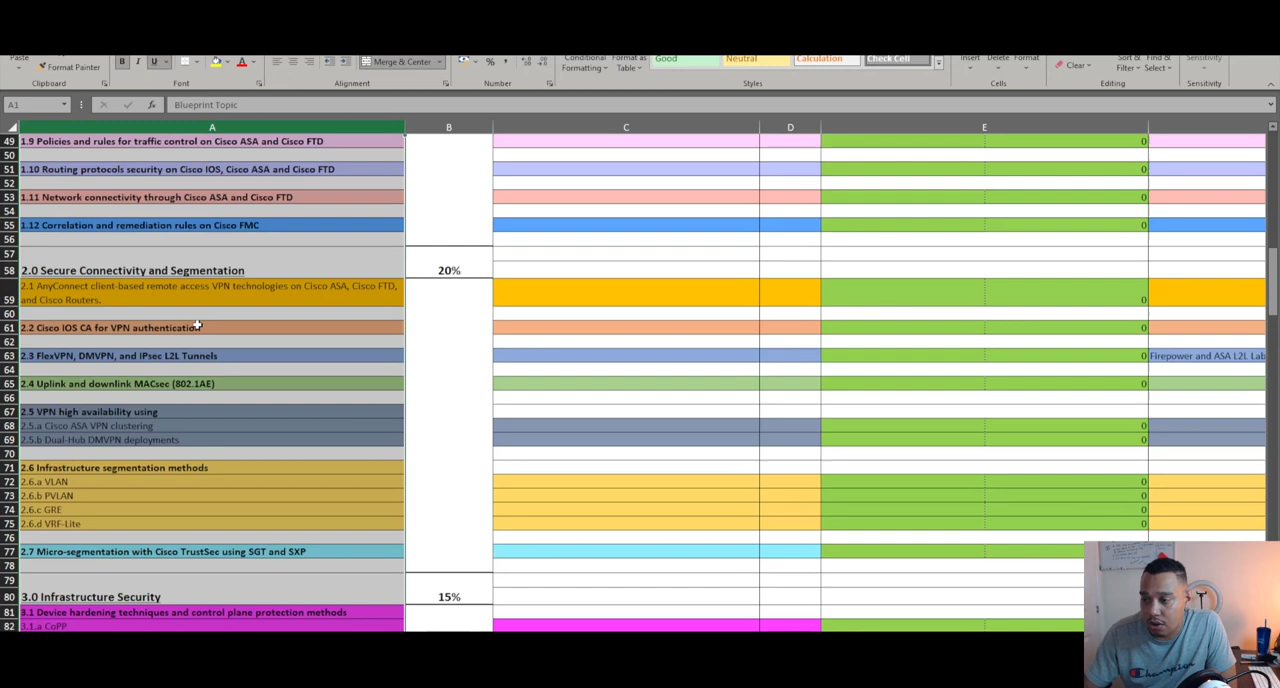 Paste
Format Painter
B I U A
Merge & Center
% ,
Conditional
Formatting
Format as
Table
Good
Neutral
Calculation
Check Cell
Insert Delete Format
Clear
Sort &
Filter
Find &
Select
Sensitivity
Clipboard Font Alignment Number Styles Cells Editing Sensitivity
A1 fx Blueprint Topic
A B C D E
49 1.9 Policies and rules for traffic control on Cisco ASA and Cisco FTD 0
50
51 1.10 Routing protocols security on Cisco IOS, Cisco ASA and Cisco FTD 0
52
53 1.11 Network connectivity through Cisco ASA and Cisco FTD 0
54
55 1.12 Correlation and remediation rules on Cisco FMC 0
56
57
58 2.0 Secure Connectivity and Segmentation 20%
2.1 AnyConnect client-based remote access VPN technologies on Cisco ASA, Cisco FTD,
59 and Cisco Routers. 0
60
61 2.2 Cisco IOS CA for VPN authentication 0
62
63 2.3 FlexVPN, DMVPN, and IPsec L2L Tunnels 0 Firepower and ASA L2L Lab
64
65 2.4 Uplink and downlink MACsec (802.1AE) 0
66
67 2.5 VPN high availability using
68 2.5.a Cisco ASA VPN clustering 0
69 2.5.b Dual-Hub DMVPN deployments 0
70
71 2.6 Infrastructure segmentation methods
72 2.6.a VLAN 0
73 2.6.b PVLAN 0
74 2.6.c GRE 0
75 2.6.d VRF-Lite 0
76
77 2.7 Micro-segmentation with Cisco TrustSec using SGT and SXP
78
79
80 3.0 Infrastructure Security 15%
81 3.1 Device hardening techniques and control plane protection methods
82 3.1.a CoPP
Champion